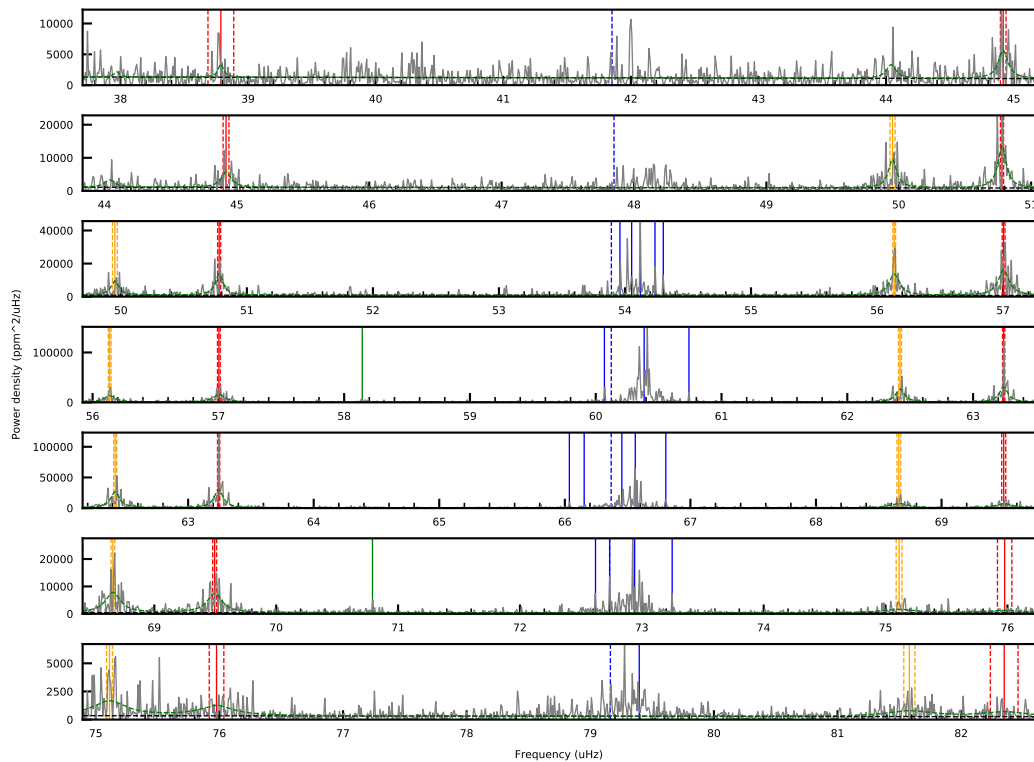 10000
5000
0
38 39 40 41 42 43 44 45
20000
10000
0
44 45 46 47 48 49 50 51
40000
20000
0
50 51 52 53 54 55 56 57
100000
0
56 57 58 59 60 61 62 63
100000
50000
0
63 64 65 66 67 68 69
20000
10000
0
69 70 71 72 73 74 75 76
5000
2500
0
75 76 77 78 79 80 81 82
Power density (ppm^2/uHz)
Frequency (uHz)